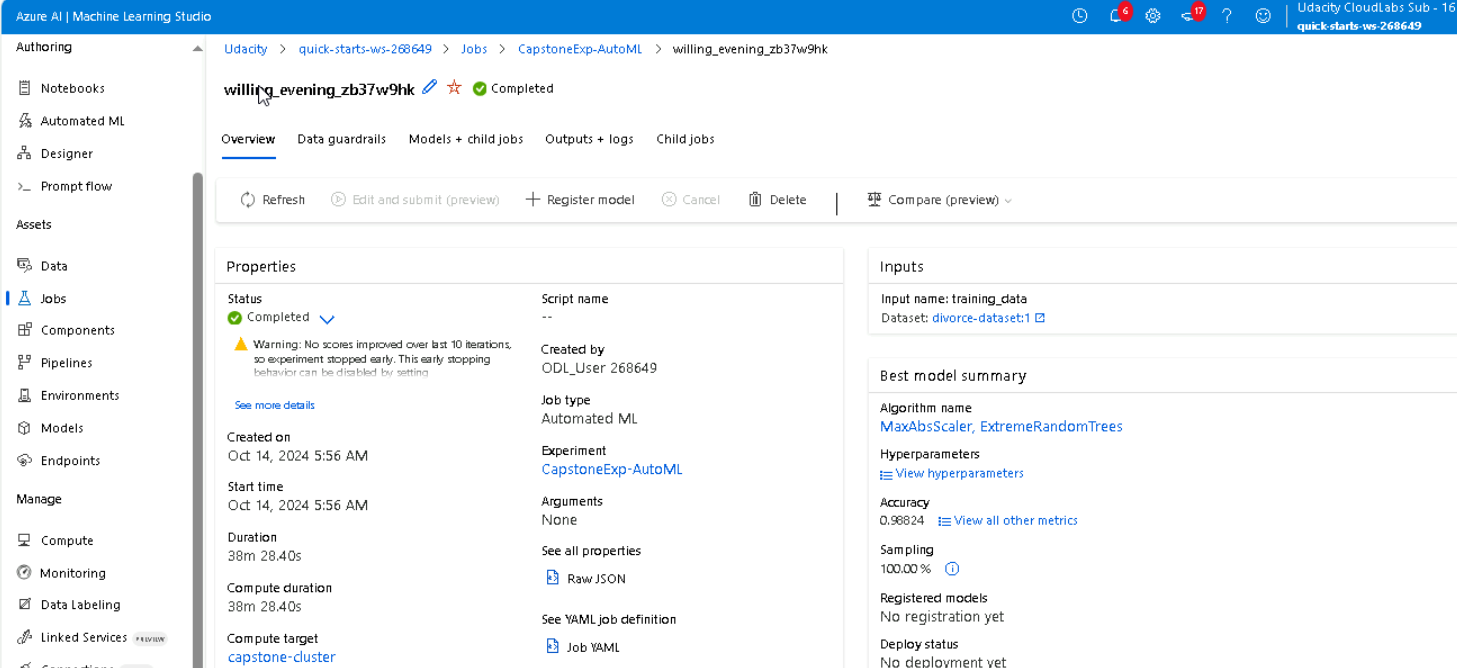 Azure AI | Machine Learning Studio
6
17
Udacity CloudLabs Sub - 16
quick-starts-ws-268649
Authoring
Notebooks
Automated ML
Designer
Prompt flow
Assets
Data
Jobs
Components
Pipelines
Environments
Models
Endpoints
Manage
Compute
Monitoring
Data Labeling
Linked Services PREVIEW
Connections
Udacity > quick-starts-ws-268649 > Jobs > CapstoneExp-AutoML > willing_evening_zb37w9hk
willing_evening_zb37w9hk Completed
Overview Data guardrails Models + child jobs Outputs + logs Child jobs
Refresh Edit and submit (preview) Register model Cancel Delete Compare (preview)
Properties
Status
Completed
Warning: No scores improved over last 10 iterations,
so experiment stopped early. This early stopping
behavior can be disabled by setting
See more details
Created on
Oct 14, 2024 5:56 AM
Start time
Oct 14, 2024 5:56 AM
Duration
38m 28.40s
Compute duration
38m 28.40s
Compute target
capstone-cluster
Script name
--
Created by
ODL_User 268649
Job type
Automated ML
Experiment
CapstoneExp-AutoML
Arguments
None
See all properties
Raw JSON
See YAML job definition
Job YAML
Inputs
Input name: training_data
Dataset: divorce-dataset:1
Best model summary
Algorithm name
MaxAbsScaler, ExtremeRandomTrees
Hyperparameters
View hyperparameters
Accuracy
0.98824 View all other metrics
Sampling
100.00 %
Registered models
No registration yet
Deploy status
No deployment yet